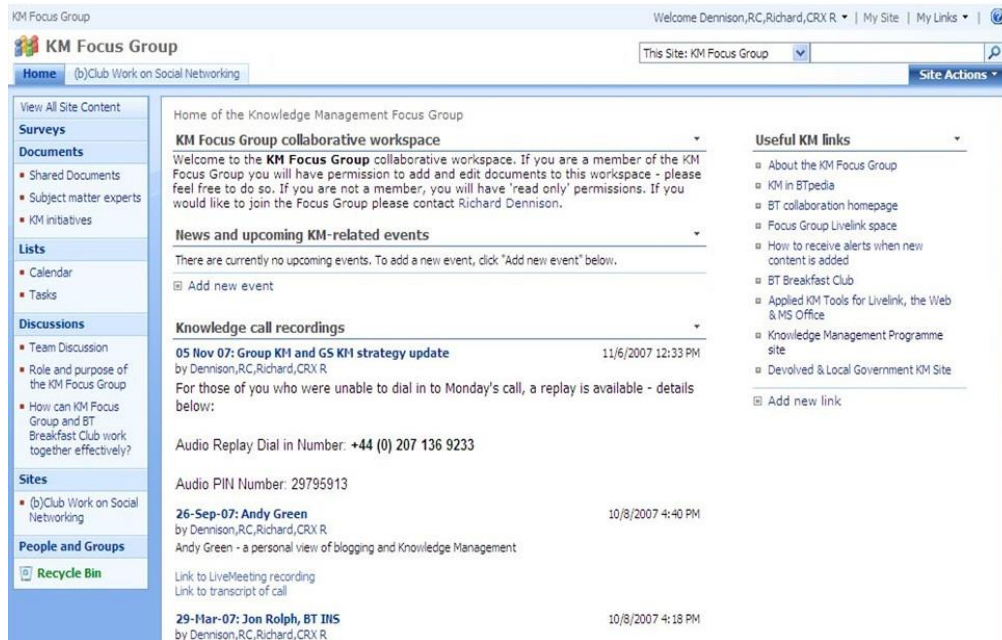 KM Focus Group
Welcome Dennison,RC,Richard,CRX R | My Site | My Links |
KM Focus Group
This Site: KM Focus Group
Home (b)Club Work on Social Networking
Site Actions
View All Site Content
Surveys
Documents
Shared Documents
Subject matter experts
KM initiatives
Lists
Calendar
Tasks
Discussions
Team Discussion
Role and purpose of
the KM Focus Group
How can KM Focus
Group and BT
Breakfast Club work
together effectively?
Sites
(b)Club Work on Social
Networking
People and Groups
Recycle Bin
Home of the Knowledge Management Focus Group
KM Focus Group collaborative workspace
Welcome to the KM Focus Group collaborative workspace. If you are a member of the KM
Focus Group you will have permission to add and edit documents to this workspace - please
feel free to do so. If you are not a member, you will have 'read only' permissions. If you
would like to join the Focus Group please contact Richard Dennison.
News and upcoming KM-related events
There are currently no upcoming events. To add a new event, click "Add new event" below.
Add new event
Knowledge call recordings
05 Nov 07: Group KM and GS KM strategy update 11/6/2007 12:33 PM
by Dennison,RC,Richard,CRX R
For those of you who were unable to dial in to Monday's call, a replay is available - details
below:
Audio Replay Dial in Number: +44 (0) 207 136 9233
Audio PIN Number: 29795913
26-Sep-07: Andy Green 10/8/2007 4:40 PM
by Dennison,RC,Richard,CRX R
Andy Green - a personal view of blogging and Knowledge Management
Link to LiveMeeting recording
Link to transcript of call
29-Mar-07: Jon Rolph, BT INS 10/8/2007 4:18 PM
by Dennison,RC,Richard,CRX R
Useful KM links
About the KM Focus Group
KM in BTpedia
BT collaboration homepage
Focus Group Livelink space
How to receive alerts when new
content is added
BT Breakfast Club
Applied KM Tools for Livelink, the Web
& MS Office
Knowledge Management Programme
site
Devolved & Local Government KM Site
Add new link